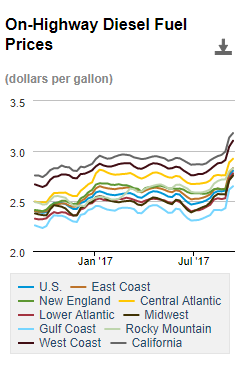 On-Highway Diesel Fuel
Prices
(dollars per gallon)
3.5
3.0
2.5
2.0
Jan '17
Jul '17
U.S.
East Coast
New England
Central Atlantic
Lower Atlantic
Midwest
Gulf Coast
Rocky Mountain
West Coast
California